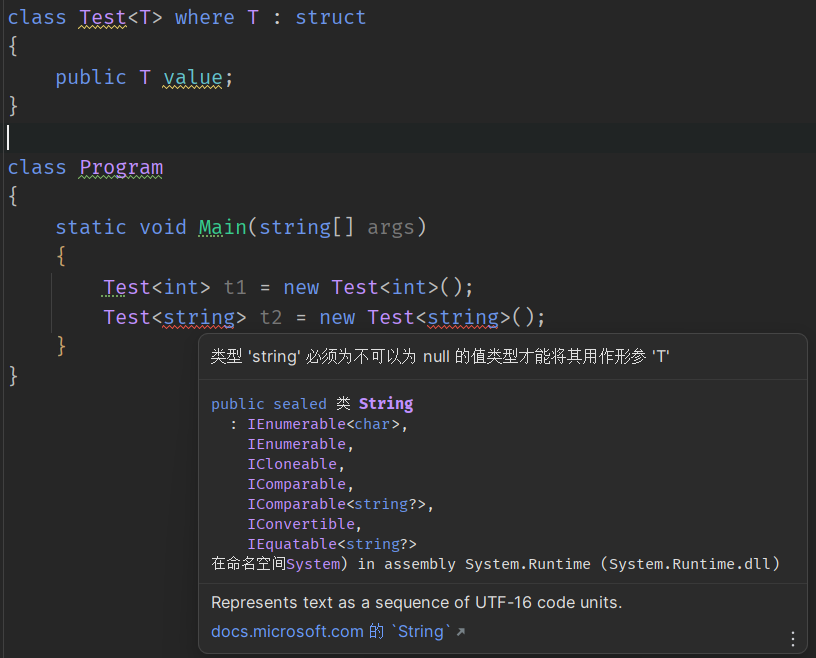 class Test<T> where T : struct
{
    public T value;
}
class Program
{
    static void Main(string[] args)
    {
        Test<int> t1 = new Test<int>();
        Test<string> t2 = new Test<string>();
    }
}
类型 'string' 必须为不可以为 null 的值类型才能将其用作形参 'T'
public sealed 类 String
  : IEnumerable<char>,
    IEnumerable,
    ICloneable,
    IComparable,
    IComparable<string?>,
    IConvertible,
    IEquatable<string?>
在命名空间System) in assembly System.Runtime (System.Runtime.dll)
Represents text as a sequence of UTF-16 code units.
docs.microsoft.com 的 `String` ↗